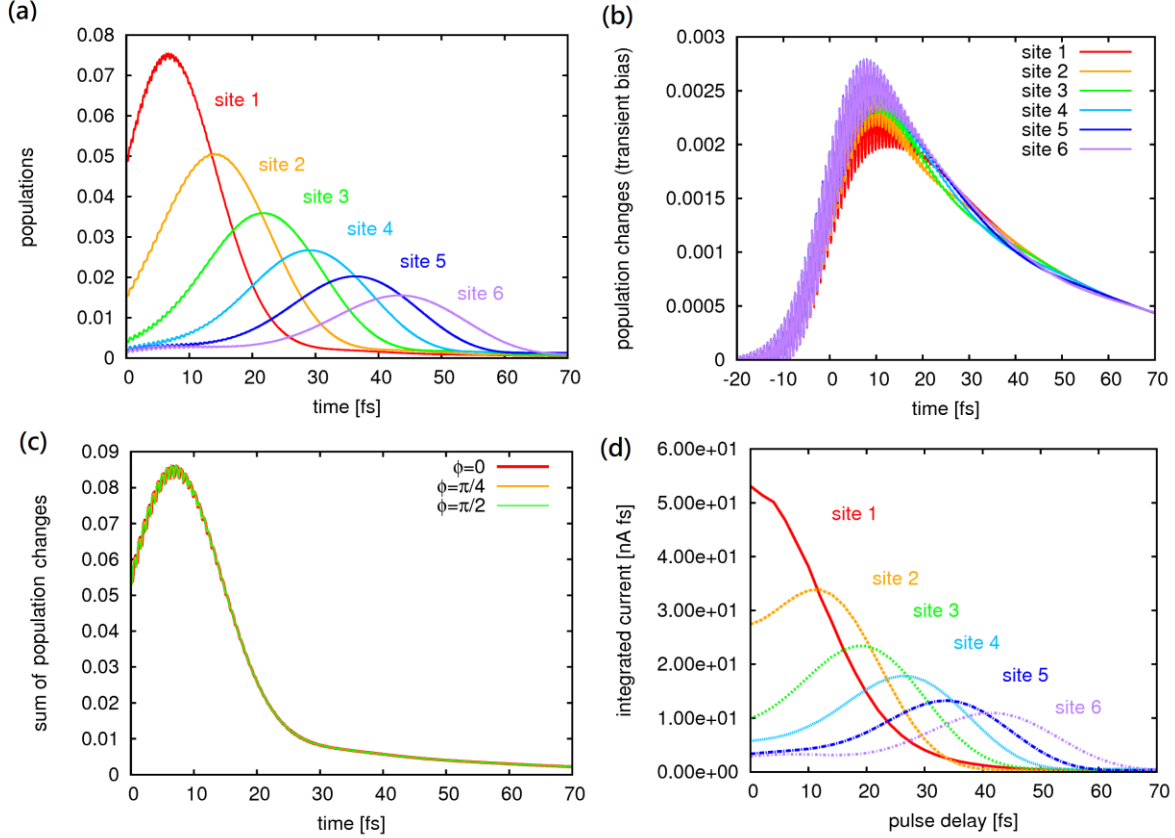 (a)
0.08
0.07
0.06
0.05
0.04
0.03
0.02
0.01
0
populations
site 1
site 2
site 3
site 4
site 5
site 6
0 10 20 30 40 50 60 70
time [fs]
(b)
0.003
0.0025
0.002
0.0015
0.001
0.0005
0
population changes (transient bias)
site 1
site 2
site 3
site 4
site 5
site 6
-20 -10 0 10 20 30 40 50 60 70
time [fs]
(c)
0.09
0.08
0.07
0.06
0.05
0.04
0.03
0.02
0.01
0
sum of population changes
ϕ=0
ϕ=π/4
ϕ=π/2
0 10 20 30 40 50 60 70
time [fs]
(d)
6.00e+01
5.00e+01
4.00e+01
3.00e+01
2.00e+01
1.00e+01
0.00e+00
integrated current [nA fs]
site 1
site 2
site 3
site 4
site 5
site 6
0 10 20 30 40 50 60 70
pulse delay [fs]